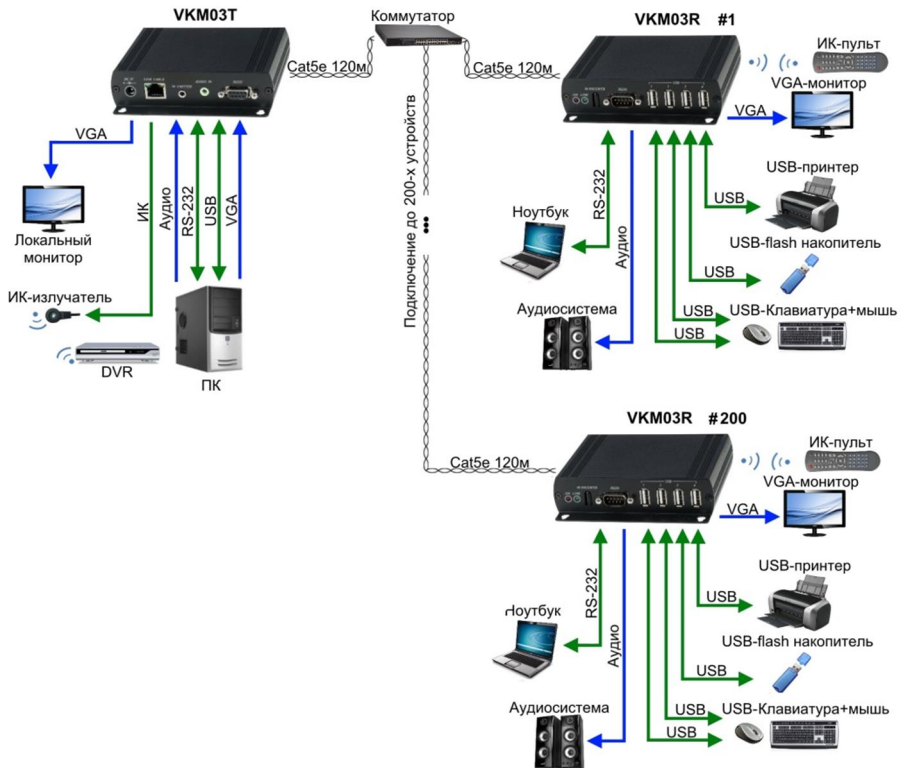 VKM03T
Коммутатор
VKM03R #1
Cat5e 120м
Cat5e 120м
ИК-пульт
VGA-монитор
VGA
VGA
Локальный
монитор
ИК
Аудио
RS-232
USB
VGA
ИК-излучатель
DVR
ПК
Подключение до 200-х устройств
RS-232
Ноутбук
Аудио
Аудиосистема
USB-принтер
USB
USB-flash накопитель
USB
USB-Клавиатура+мышь
USB
USB
VKM03R #200
Cat5e 120м
ИК-пульт
VGA-монитор
VGA
RS-232
Ноутбук
Аудио
Аудиосистема
USB-принтер
USB
USB-flash накопитель
USB
USB-Клавиатура+мышь
USB
USB